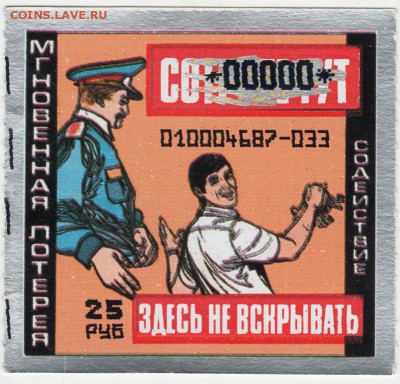 COINS.LAVE.RU
МГНОВЕННАЯ ЛОТЕРЕЯ
*00000*
010004687-033
СОДЕЙСТВИЕ
25
РУБ
ЗДЕСЬ НЕ ВСКРЫВАТЬ